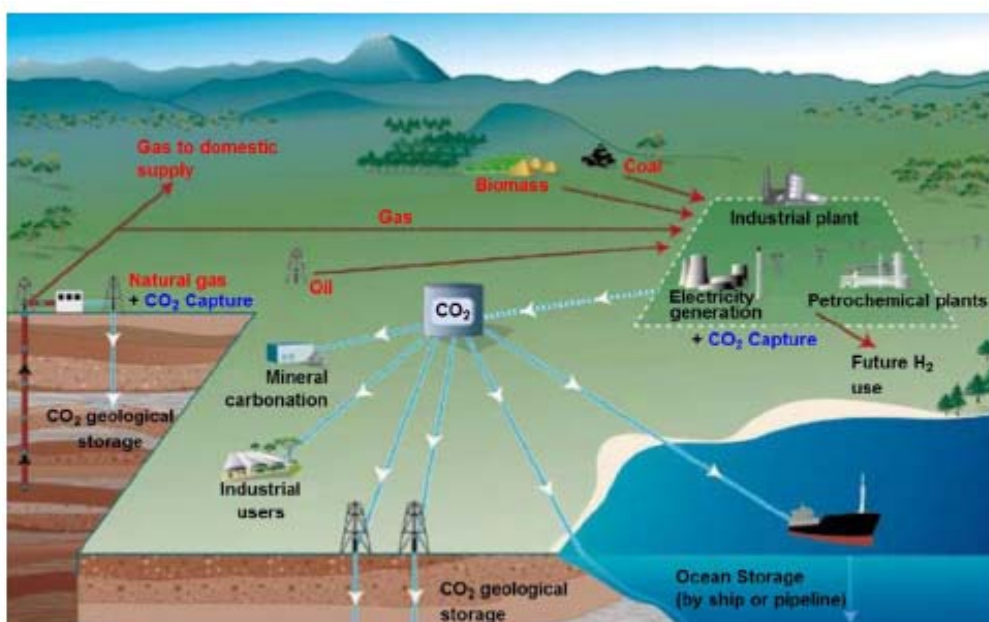 Gas to domestic
supply
Biomass
Coal
Industrial plant
Gas
Natural gas
+ CO₂ Capture
Oil
Electricity
generation
+ CO₂ Capture
Petrochemical plants
Future H₂
use
CO₂
Mineral
carbonation
CO₂ geological
storage
Industrial
users
CO₂ geological
storage
Ocean Storage
(by ship or pipeline)